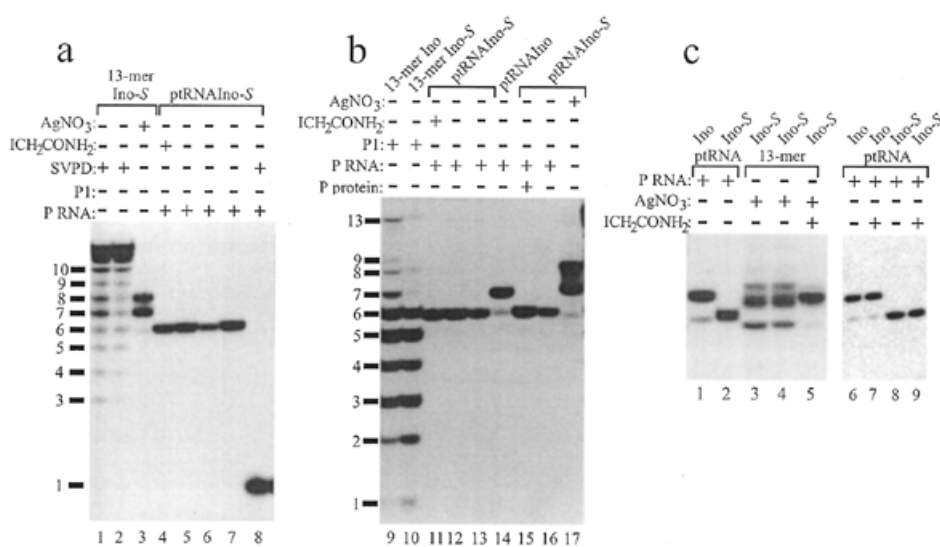 a
13-mer
Ino-S ptRNAIno-S
AgNO₃: - - + - - - - -
ICH₂CONH₂: - - - + - - - -
SVPD: + + - - - - - +
P1: - - - - - - - -
P RNA: - - - + + + + +
10
9
8
7
6
5
4
3
1
1 2 3 4 5 6 7 8
b
13-mer Ino
13-mer Ino-S
ptRNAIno-S
ptRNAIno
ptRNAIno-S
AgNO₃: - - - - - - - - +
ICH₂CONH₂: - - + - - - - - -
P1: + + - - - - - - -
P RNA: - - + + + + + + -
P protein: - - - - - - + - -
13
9
8
7
6
5
4
3
2
1
9 10 11 12 13 14 15 16 17
c
Ino Ino-S Ino-S Ino-S Ino-S Ino Ino Ino-S Ino-S
ptRNA 13-mer ptRNA
P RNA: + + - - - + + + +
AgNO₃: - - + + + - - - -
ICH₂CONH₂: - - - - + - + - +
1 2 3 4 5 6 7 8 9